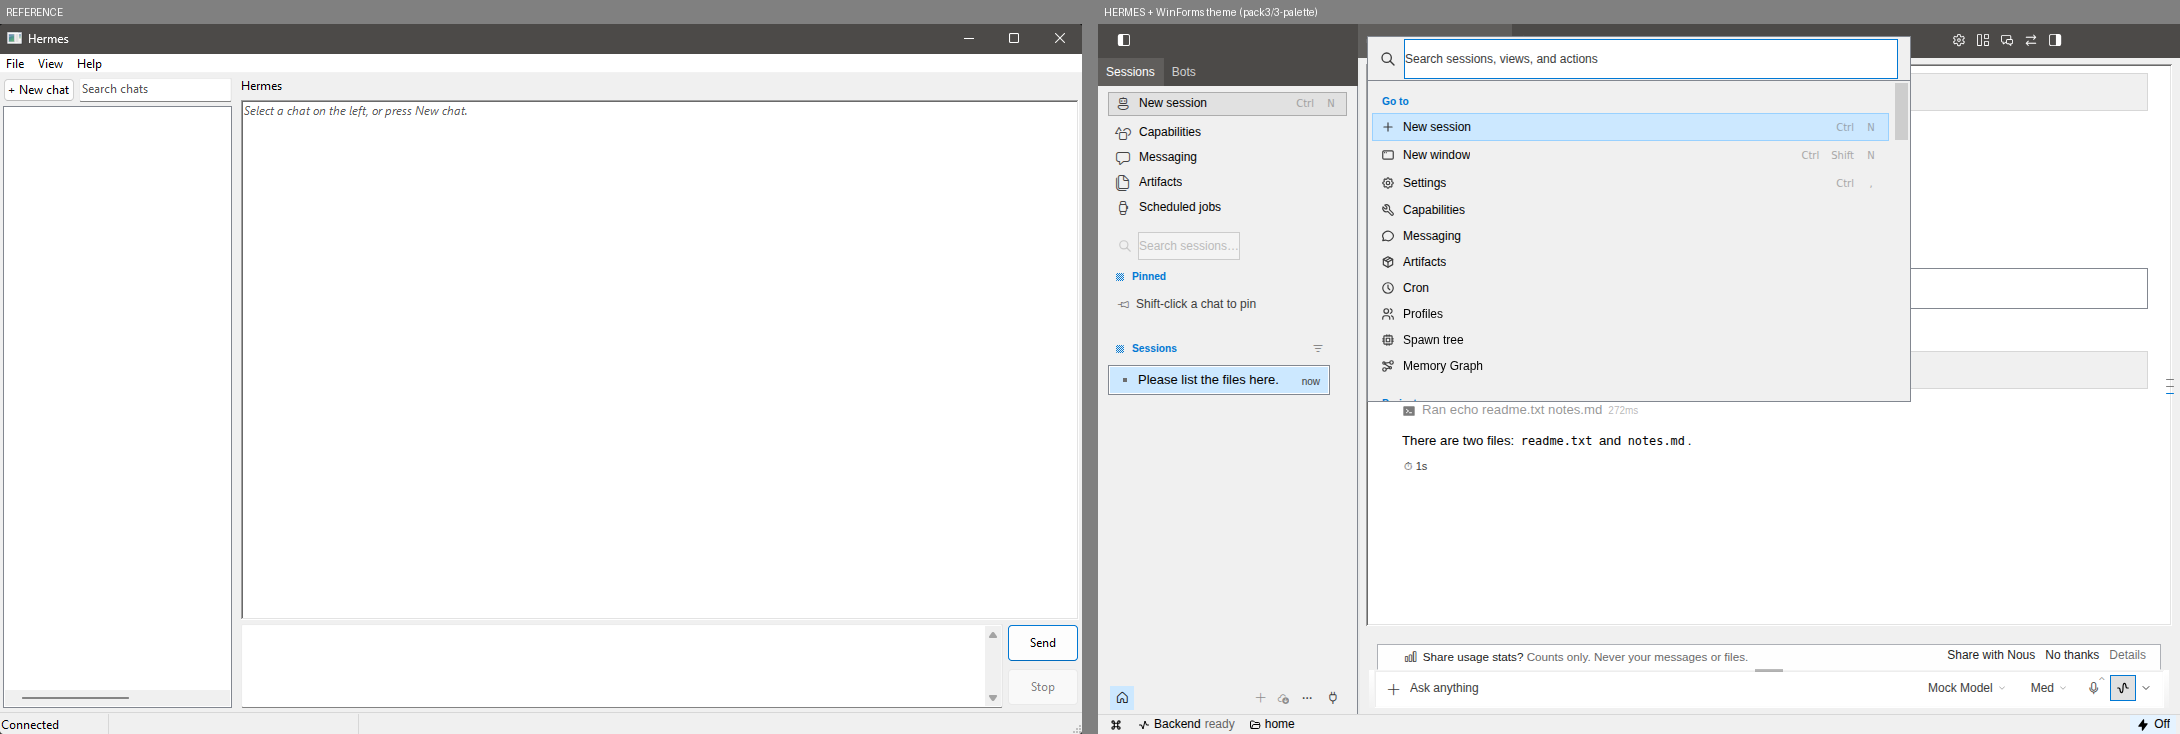 REFERENCE
Hermes
File View Help
+ New chat
Search chats
Hermes
Select a chat on the left, or press New chat.
Send
Stop
Connected
HERMES + WinForms theme (pack3/3-palette)
Sessions Bots
New session Ctrl N
Capabilities
Messaging
Artifacts
Scheduled jobs
Search sessions...
Pinned
Shift-click a chat to pin
Sessions
Please list the files here. now
Search sessions, views, and actions
Go to
New session Ctrl N
New window Ctrl Shift N
Settings Ctrl ,
Capabilities
Messaging
Artifacts
Cron
Profiles
Spawn tree
Memory Graph
Ran echo readme.txt notes.md 272ms
There are two files: readme.txt and notes.md.
1s
Share usage stats? Counts only. Never your messages or files. Share with Nous No thanks Details
Ask anything Mock Model Med
Backend ready home Off